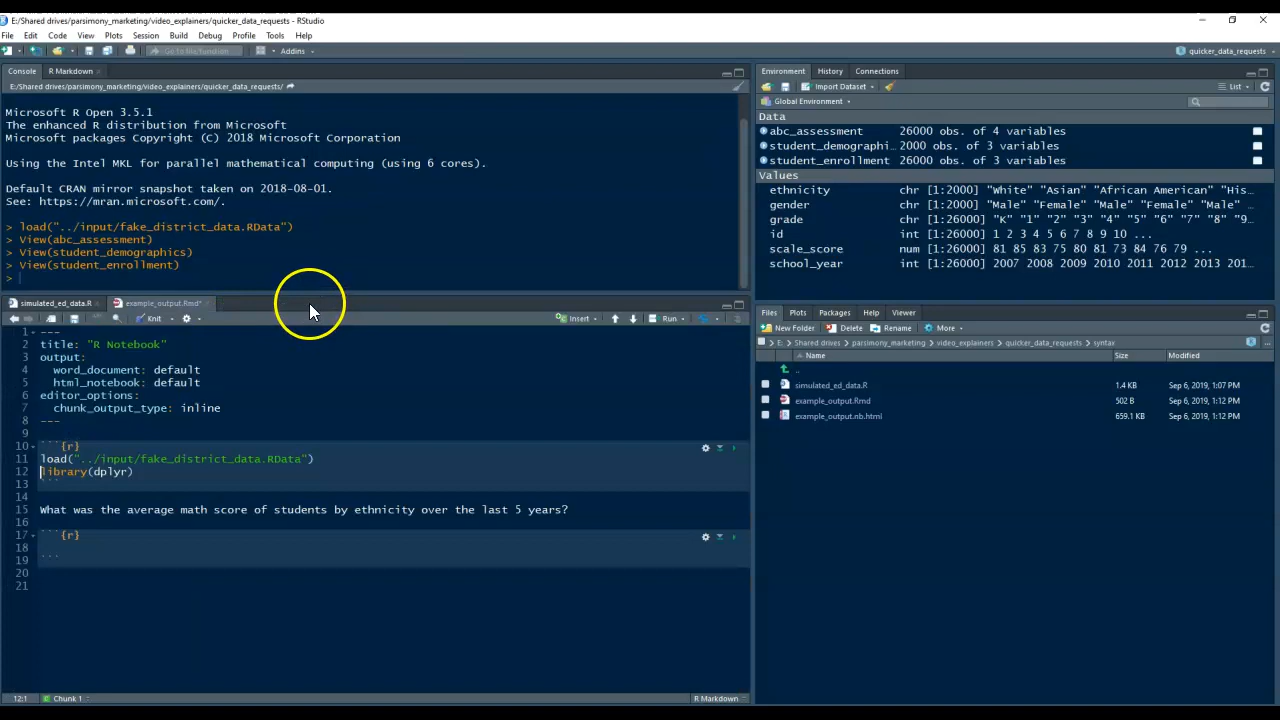 E:/Shared drives/parsimony_marketing/video_explainers/quicker_data_requests - RStudio
File Edit Code View Plots Session Build Debug Profile Tools Help
Go to file/function Addins quicker_data_requests
Console R Markdown
E:/Shared drives/parsimony_marketing/video_explainers/quicker_data_requests/
Microsoft R Open 3.5.1
The enhanced R distribution from Microsoft
Microsoft packages Copyright (C) 2018 Microsoft Corporation
Using the Intel MKL for parallel mathematical computing (using 6 cores).
Default CRAN mirror snapshot taken on 2018-08-01.
See: https://mran.microsoft.com/.
> load("../input/fake_district_data.RData")
> View(abc_assessment)
> View(student_demographics)
> View(student_enrollment)
>
simulated_ed_data.R example_output.Rmd*
Knit Insert Run
1 ---
2 title: "R Notebook"
3 output:
4 word_document: default
5 html_notebook: default
6 editor_options:
7 chunk_output_type: inline
8 ---
9
10 ```{r}
11 load("../input/fake_district_data.RData")
12 library(dplyr)
13 ```
14
15 What was the average math score of students by ethnicity over the last 5 years?
16
17 ```{r}
18
19 ```
20
21
12:1 Chunk 1 R Markdown
Environment History Connections
Import Dataset List
Global Environment
Data
abc_assessment 26000 obs. of 4 variables
student_demographi… 2000 obs. of 3 variables
student_enrollment 26000 obs. of 3 variables
Values
ethnicity chr [1:2000] "White" "Asian" "African American" "His…
gender chr [1:2000] "Male" "Female" "Male" "Female" "Male" …
grade chr [1:26000] "K" "1" "2" "3" "4" "5" "6" "7" "8" "9…
id int [1:26000] 1 2 3 4 5 6 7 8 9 10 ...
scale_score num [1:26000] 81 85 83 75 80 81 73 84 76 79 ...
school_year int [1:26000] 2007 2008 2009 2010 2011 2012 2013 201…
Files Plots Packages Help Viewer
New Folder Delete Rename More
E: Shared drives parsimony_marketing video_explainers quicker_data_requests syntax ...
Name Size Modified
..
simulated_ed_data.R 1.4 KB Sep 6, 2019, 1:07 PM
example_output.Rmd 502 B Sep 6, 2019, 1:12 PM
example_output.nb.html 659.1 KB Sep 6, 2019, 1:12 PM